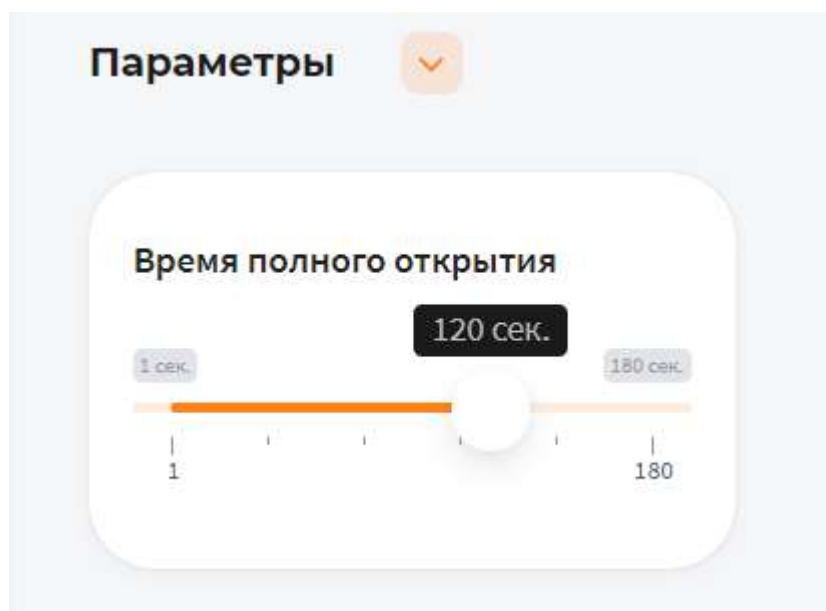 Параметры
Время полного открытия
120 сек.
1 сек.
180 сек.
1
180